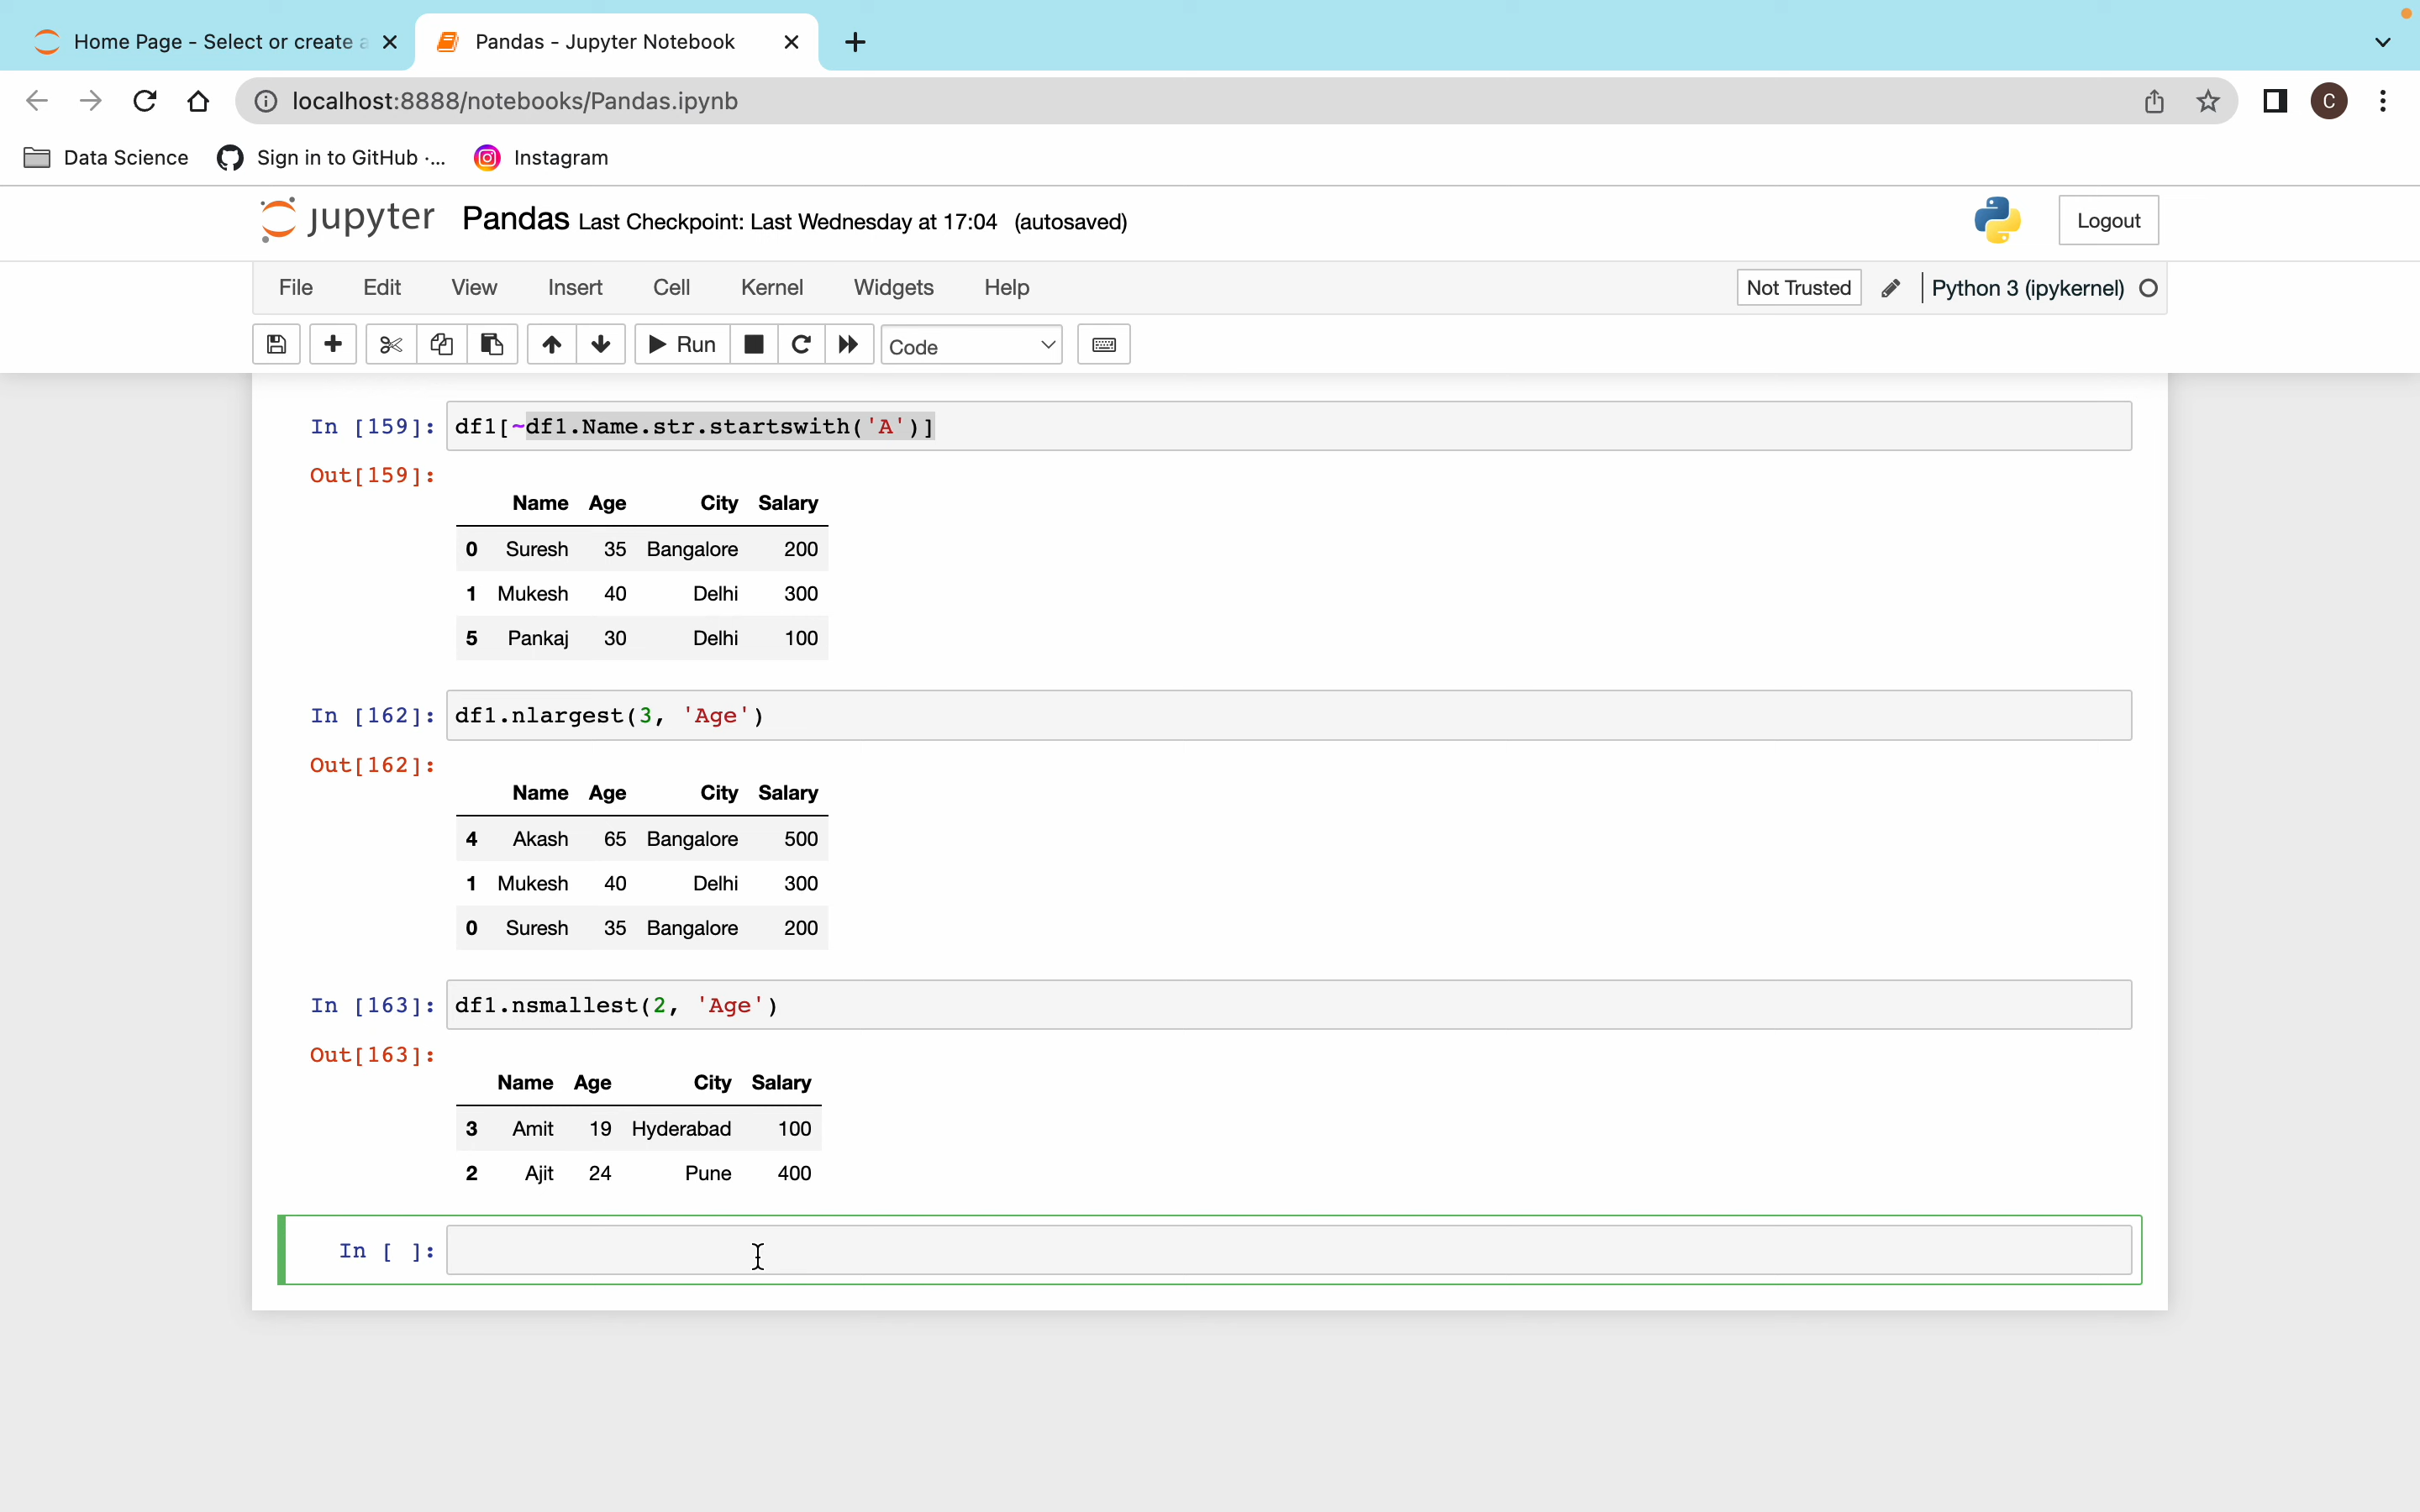 Home Page - Select or create a
Pandas - Jupyter Notebook
localhost:8888/notebooks/Pandas.ipynb
C
Data Science
Sign in to GitHub ·...
Instagram
jupyter Pandas Last Checkpoint: Last Wednesday at 17:04 (autosaved)
Logout
File Edit View Insert Cell Kernel Widgets Help
Not Trusted
Python 3 (ipykernel)
Run
Code
In [159]: df1[~df1.Name.str.startswith('A')]
Out[159]:
Name Age City Salary
0 Suresh 35 Bangalore 200
1 Mukesh 40 Delhi 300
5 Pankaj 30 Delhi 100
In [162]: df1.nlargest(3, 'Age')
Out[162]:
Name Age City Salary
4 Akash 65 Bangalore 500
1 Mukesh 40 Delhi 300
0 Suresh 35 Bangalore 200
In [163]: df1.nsmallest(2, 'Age')
Out[163]:
Name Age City Salary
3 Amit 19 Hyderabad 100
2 Ajit 24 Pune 400
In [ ]: